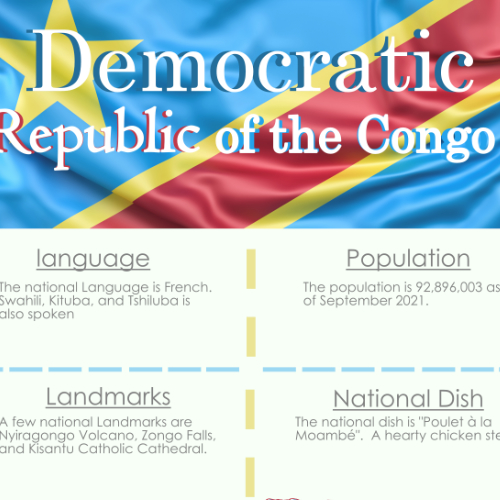 Democratic
Republic of the Congo
language
The national Language is French.
Swahili, Kituba, and Tshiluba is
also spoken
Population
The population is 92,896,003 as
of September 2021.
Landmarks
A few national Landmarks are
Nyiragongo Volcano, Zongo Falls,
and Kisantu Catholic Cathedral.
National Dish
The national dish is "Poulet à la
Moambé". A hearty chicken ste